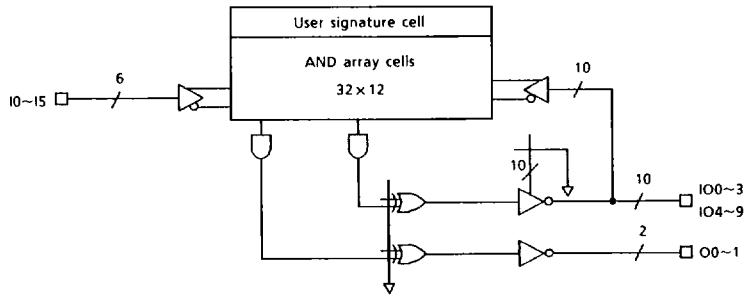 User signature cell
AND array cells
32×12
6
10
I0~I5
10
10
IO0~3
IO4~9
2
O0~1